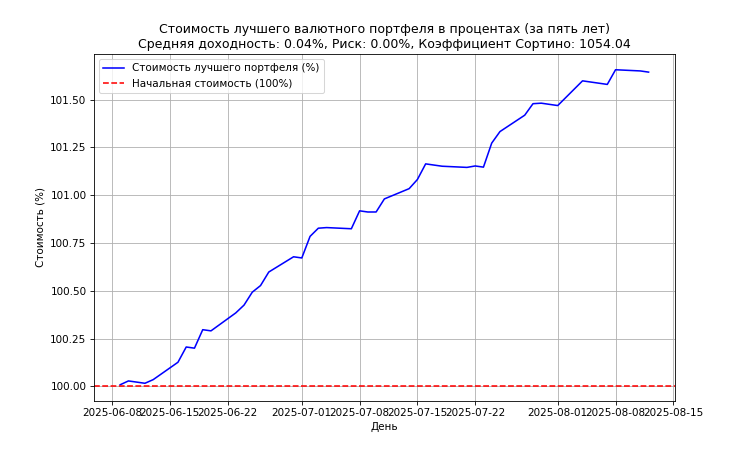 Стоимость лучшего валютного портфеля в процентах (за пять лет)
Средняя доходность: 0.04%, Риск: 0.00%, Коэффициент Сортино: 1054.04
Стоимость лучшего портфеля (%)
Начальная стоимость (100%)
Стоимость (%)
101.50
101.25
101.00
100.75
100.50
100.25
100.00
2025-06-08 2025-06-15 2025-06-22 2025-07-01 2025-07-08 2025-07-15 2025-07-22 2025-08-01 2025-08-08 2025-08-15
День